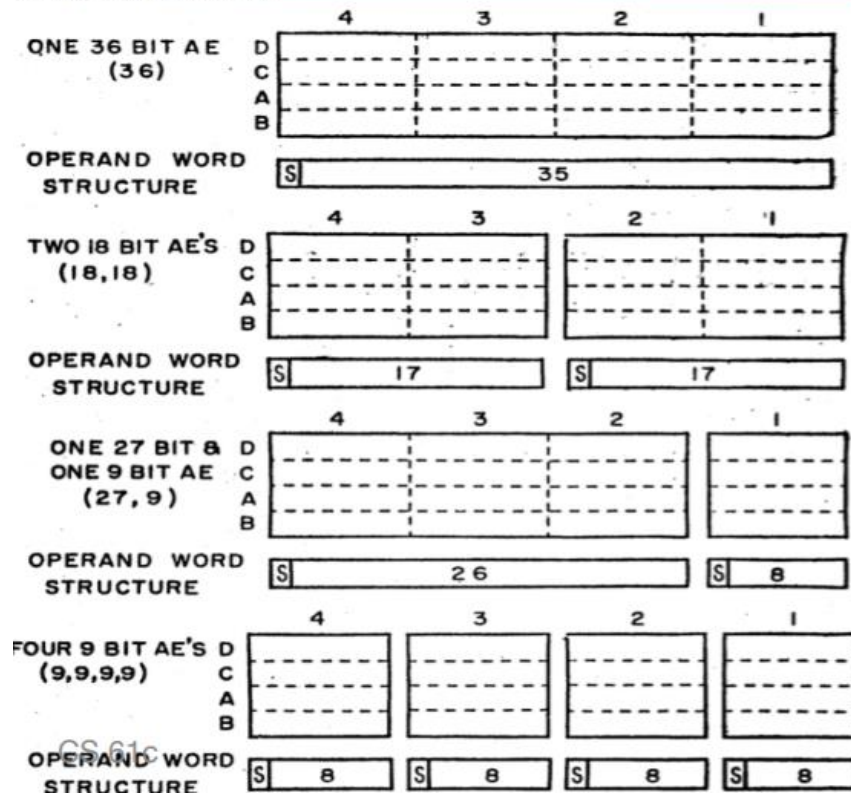 4 3 2 1
ONE 36 BIT AE D
(36) C
A
B
OPERAND WORD
STRUCTURE
S 35
4 3 2 1
TWO 18 BIT AE'S D
(18,18) C
A
B
OPERAND WORD
STRUCTURE
S 17 S 17
4 3 2 1
ONE 27 BIT & D
ONE 9 BIT AE C
(27,9) A
B
OPERAND WORD
STRUCTURE
S 26 S 8
4 3 2 1
FOUR 9 BIT AE'S D
(9,9,9,9) C
A
B
CS 61c
OPERAND WORD
STRUCTURE
S 8 S 8 S 8 S 8